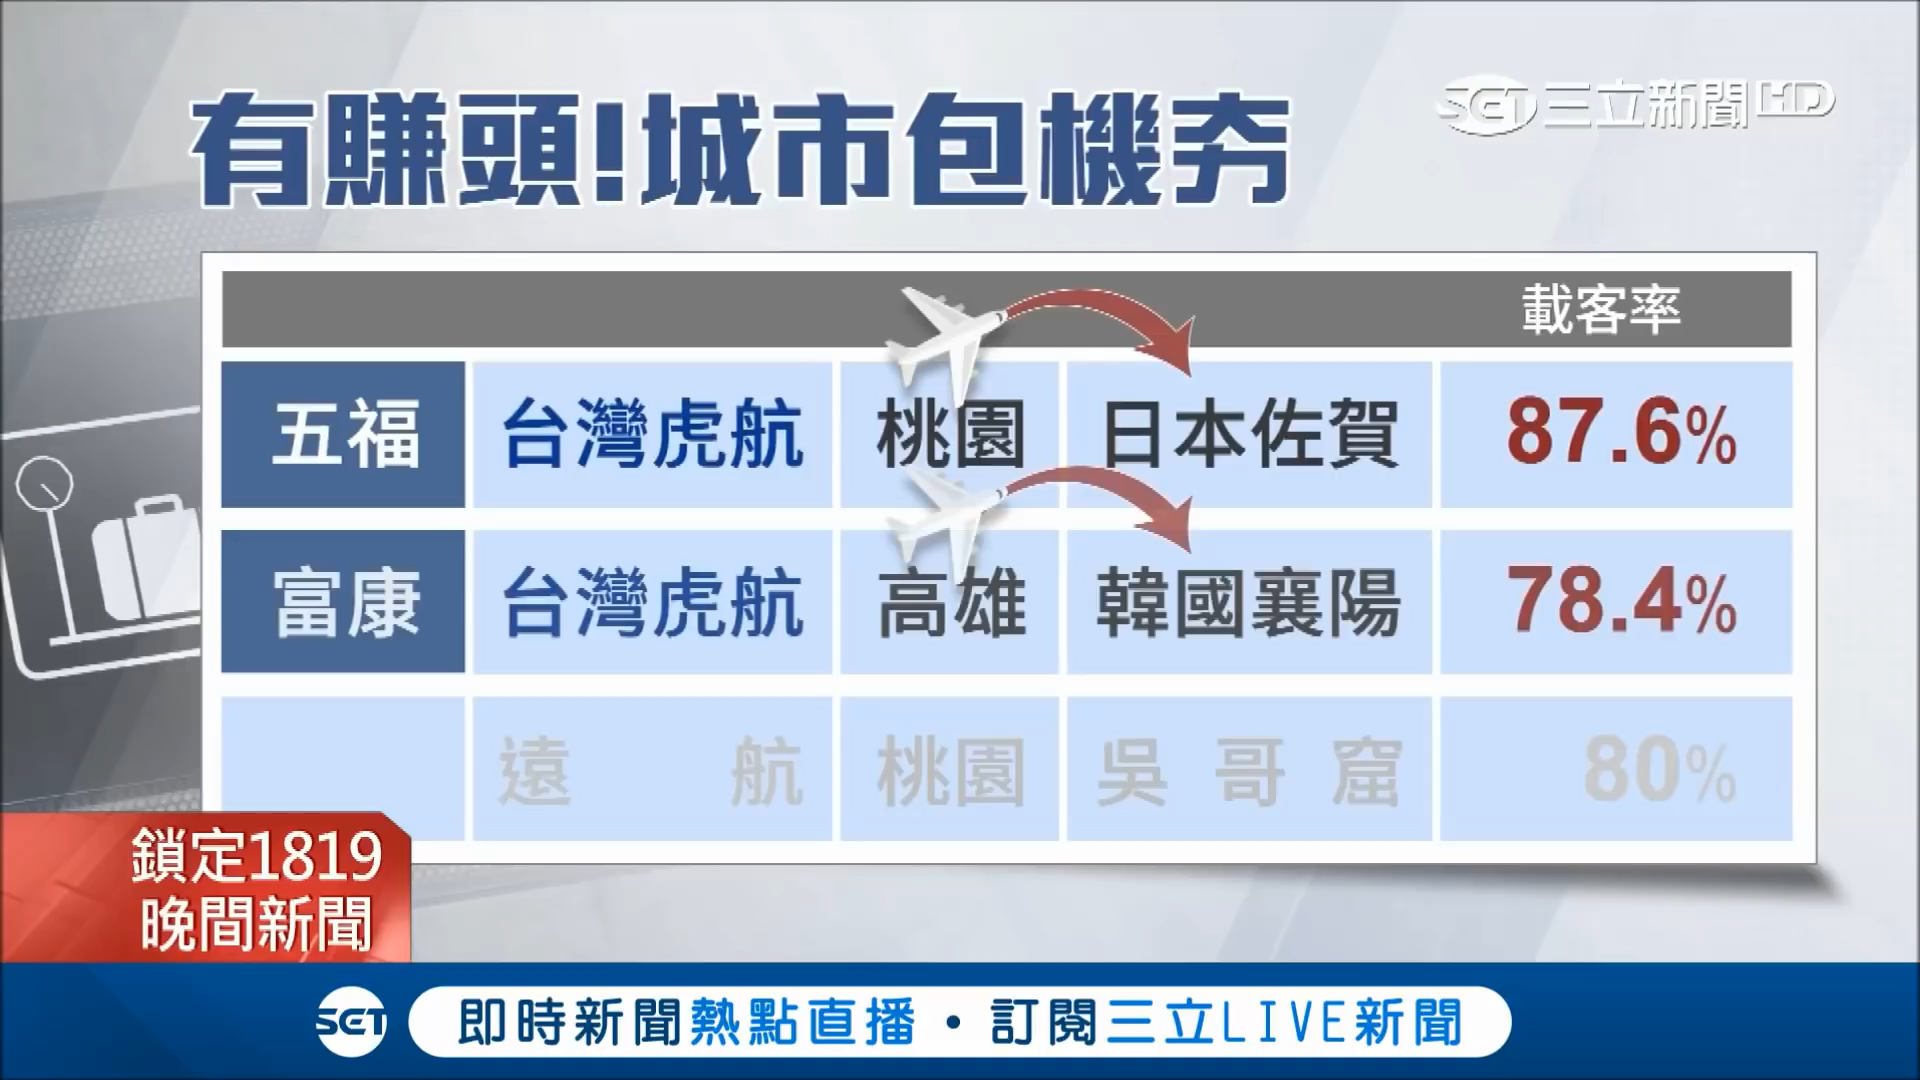 有賺頭!城市包機夯
SET三立新聞HD
載客率
五福 台灣虎航 桃園 日本佐賀 87.6%
富康 台灣虎航 高雄 韓國襄陽 78.4%
遠航 桃園 吳哥窟 80%
鎖定1819
晚間新聞
SET 即時新聞熱點直播・訂閱三立LIVE新聞